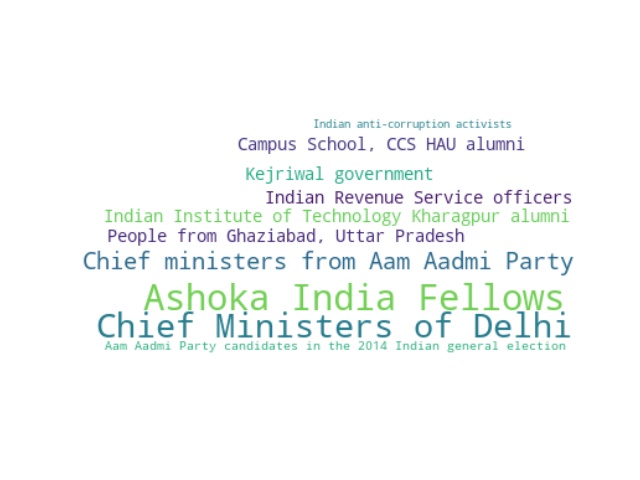 Indian anti-corruption activists
Campus School, CCS HAU alumni
Kejriwal government
Indian Revenue Service officers
Indian Institute of Technology Kharagpur alumni
People from Ghaziabad, Uttar Pradesh
Chief ministers from Aam Aadmi Party
Ashoka India Fellows
Chief Ministers of Delhi
Aam Aadmi Party candidates in the 2014 Indian general election